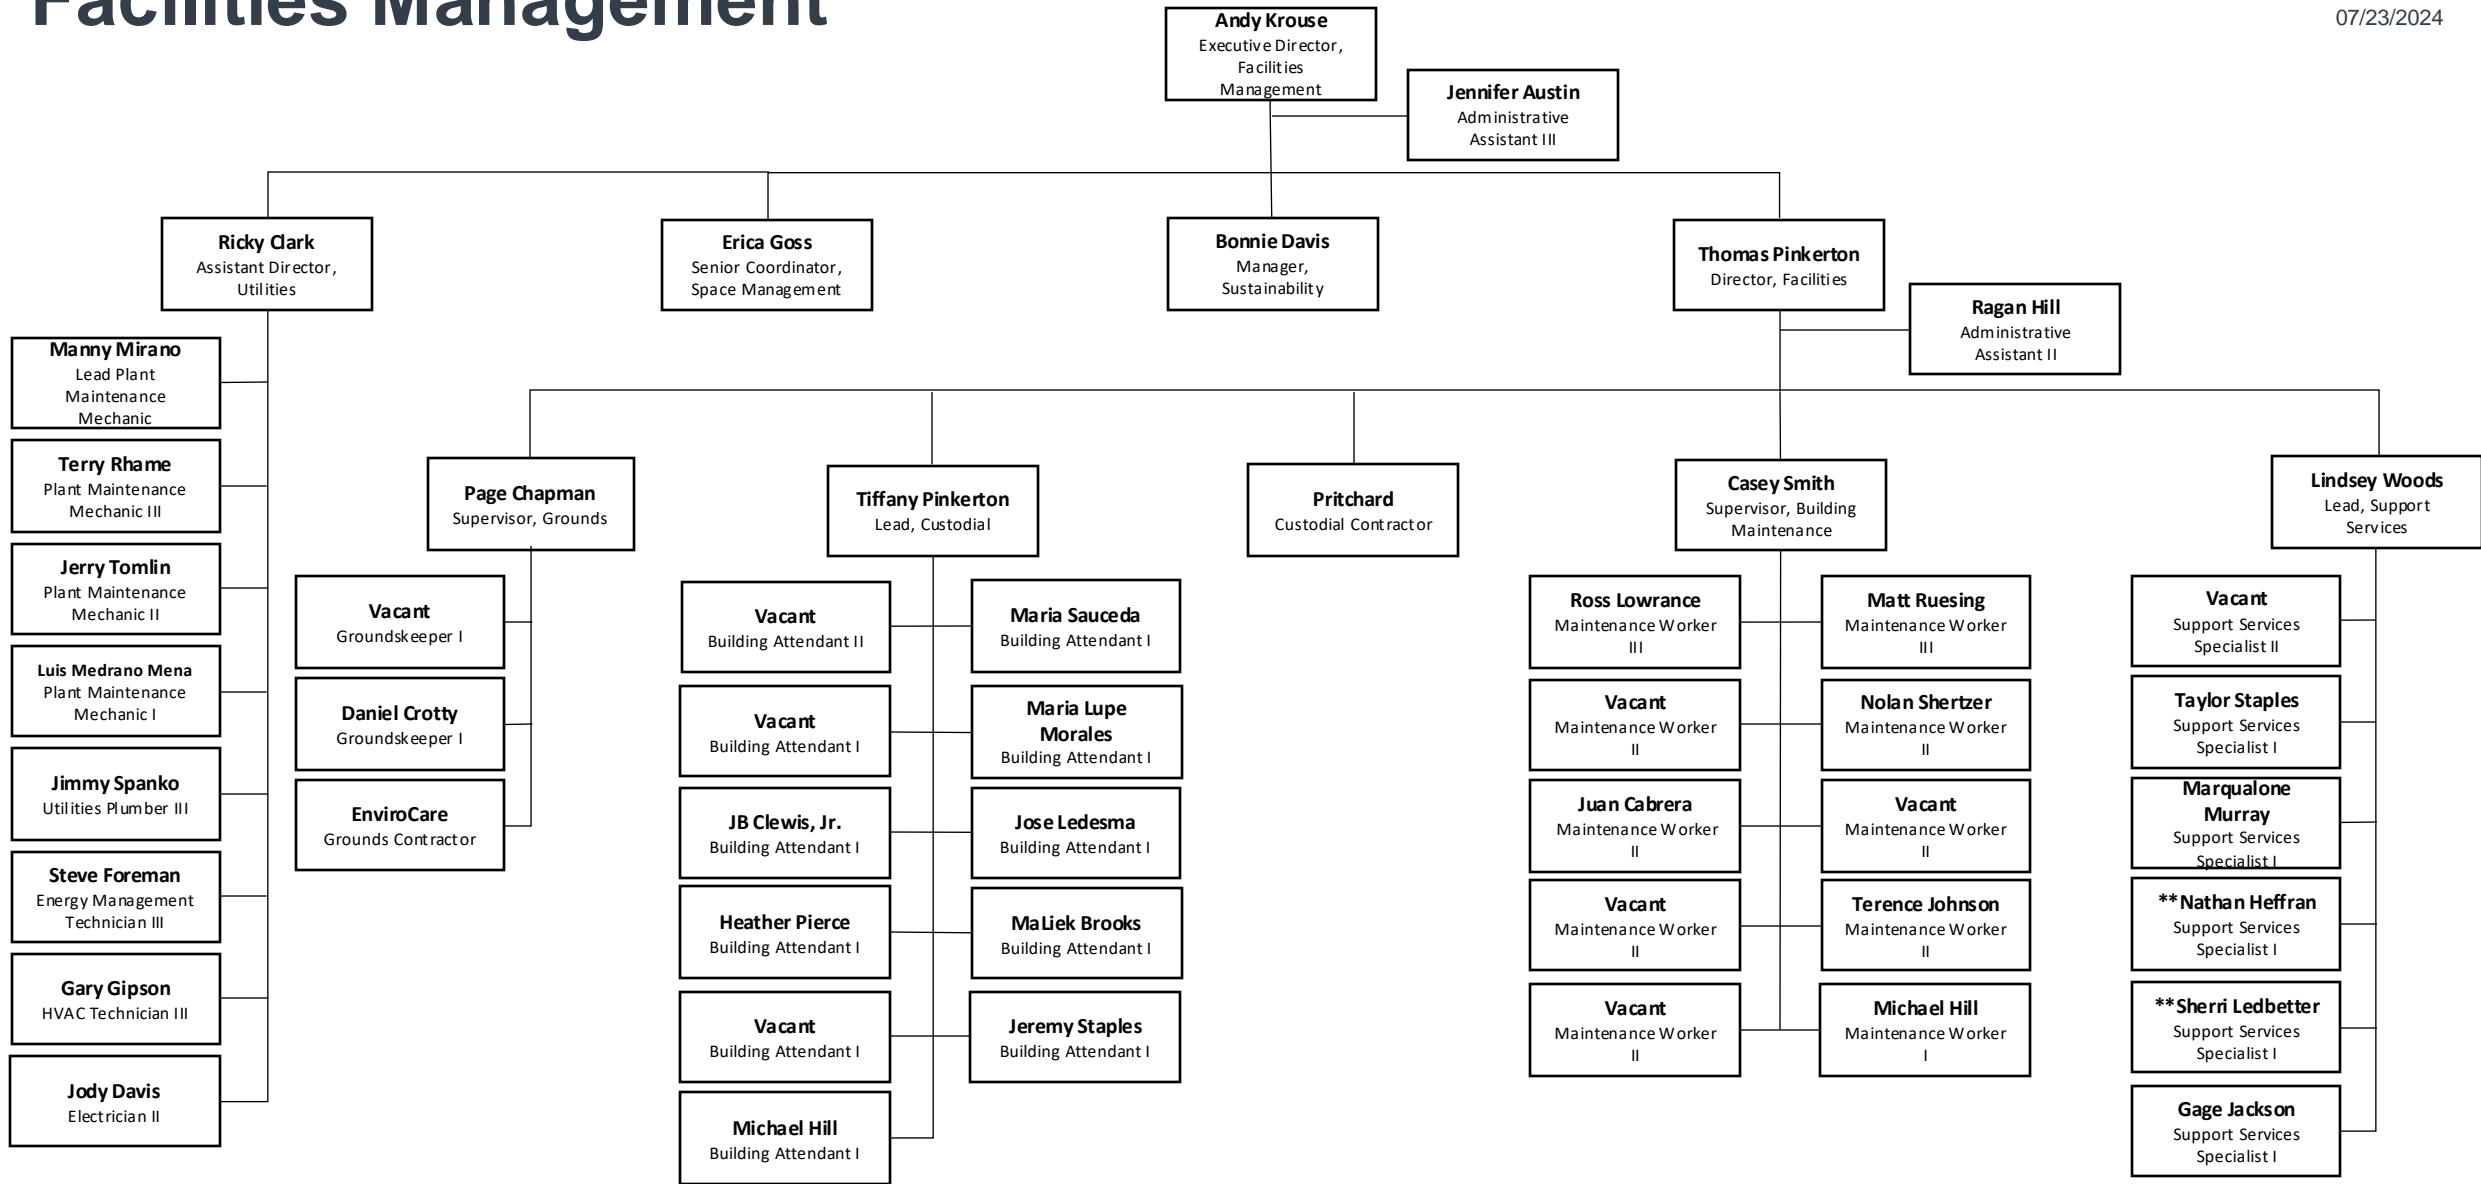 Facilities Management
07/23/2024
Andy Krouse
Executive Director,
Facilities
Management
Jennifer Austin
Administrative
Assistant III
Ricky Clark
Assistant Director,
Utilities
Erica Goss
Senior Coordinator,
Space Management
Bonnie Davis
Manager,
Sustainability
Thomas Pinkerton
Director, Facilities
Ragan Hill
Administrative
Assistant II
Manny Mirano
Lead Plant
Maintenance
Mechanic
Terry Rhame
Plant Maintenance
Mechanic III
Jerry Tomlin
Plant Maintenance
Mechanic II
Luis Medrano Mena
Plant Maintenance
Mechanic I
Jimmy Spanko
Utilities Plumber III
Steve Foreman
Energy Management
Technician III
Gary Gipson
HVAC Technician III
Jody Davis
Electrician II
Page Chapman
Supervisor, Grounds
Vacant
Groundskeeper I
Daniel Crotty
Groundskeeper I
EnviroCare
Grounds Contractor
Tiffany Pinkerton
Lead, Custodial
Vacant
Building Attendant II
Maria Sauceda
Building Attendant I
Vacant
Building Attendant I
Maria Lupe
Morales
Building Attendant I
JB Clewis, Jr.
Building Attendant I
Jose Ledesma
Building Attendant I
Heather Pierce
Building Attendant I
MaLiek Brooks
Building Attendant I
Vacant
Building Attendant I
Jeremy Staples
Building Attendant I
Michael Hill
Building Attendant I
Pritchard
Custodial Contractor
Casey Smith
Supervisor, Building
Maintenance
Ross Lowrance
Maintenance Worker
III
Matt Ruesing
Maintenance Worker
III
Vacant
Maintenance Worker
II
Nolan Shertzer
Maintenance Worker
II
Juan Cabrera
Maintenance Worker
II
Vacant
Maintenance Worker
II
Vacant
Maintenance Worker
II
Terence Johnson
Maintenance Worker
II
Vacant
Maintenance Worker
II
Michael Hill
Maintenance Worker
I
Lindsey Woods
Lead, Support
Services
Vacant
Support Services
Specialist II
Taylor Staples
Support Services
Specialist I
Marqualone
Murray
Support Services
Specialist I
**Nathan Heffran
Support Services
Specialist I
**Sherri Ledbetter
Support Services
Specialist I
Gage Jackson
Support Services
Specialist I